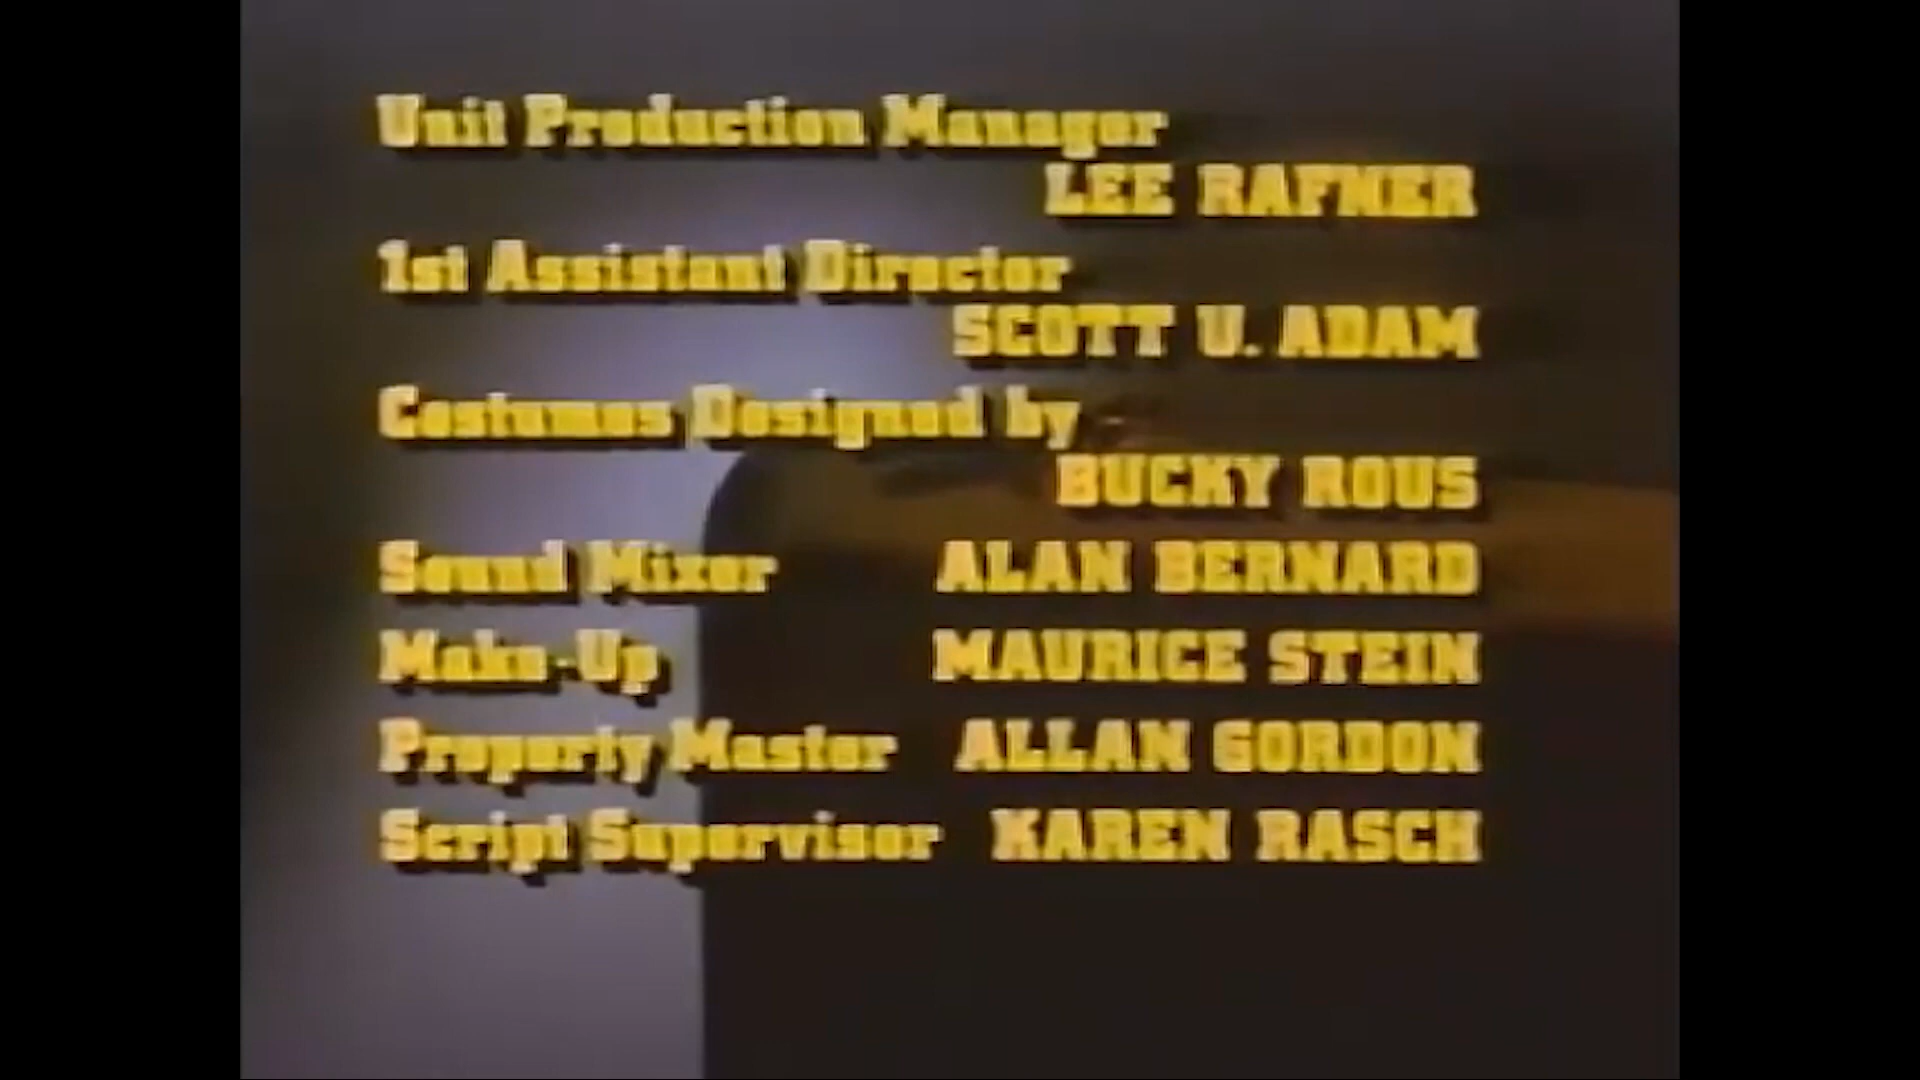 Unit Production Manager
LEE RAFNER
1st Assistant Director
SCOTT U. ADAM
Costumes Designed by
BUCKY ROUS
Sound Mixer ALAN BERNARD
Make-Up MAURICE STEIN
Property Master ALLAN GORDON
Script Supervisor KAREN RASCH